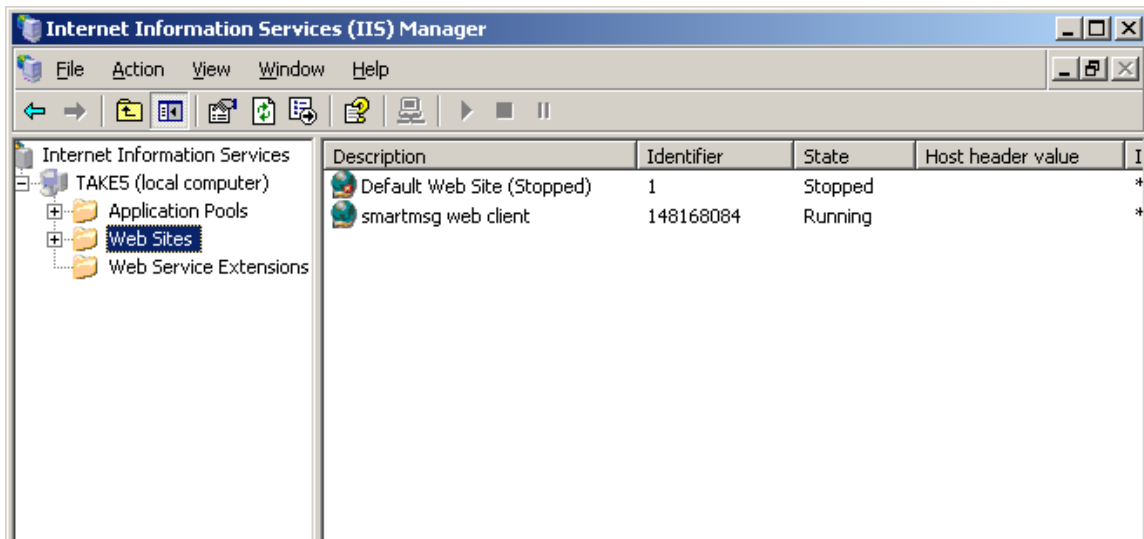 Internet Information Services (IIS) Manager
File Action View Window Help
Internet Information Services
TAKE5 (local computer)
Application Pools
Web Sites
Web Service Extensions
Description Identifier State Host header value I
Default Web Site (Stopped) 1 Stopped *
smartmsg web client 148168084 Running *